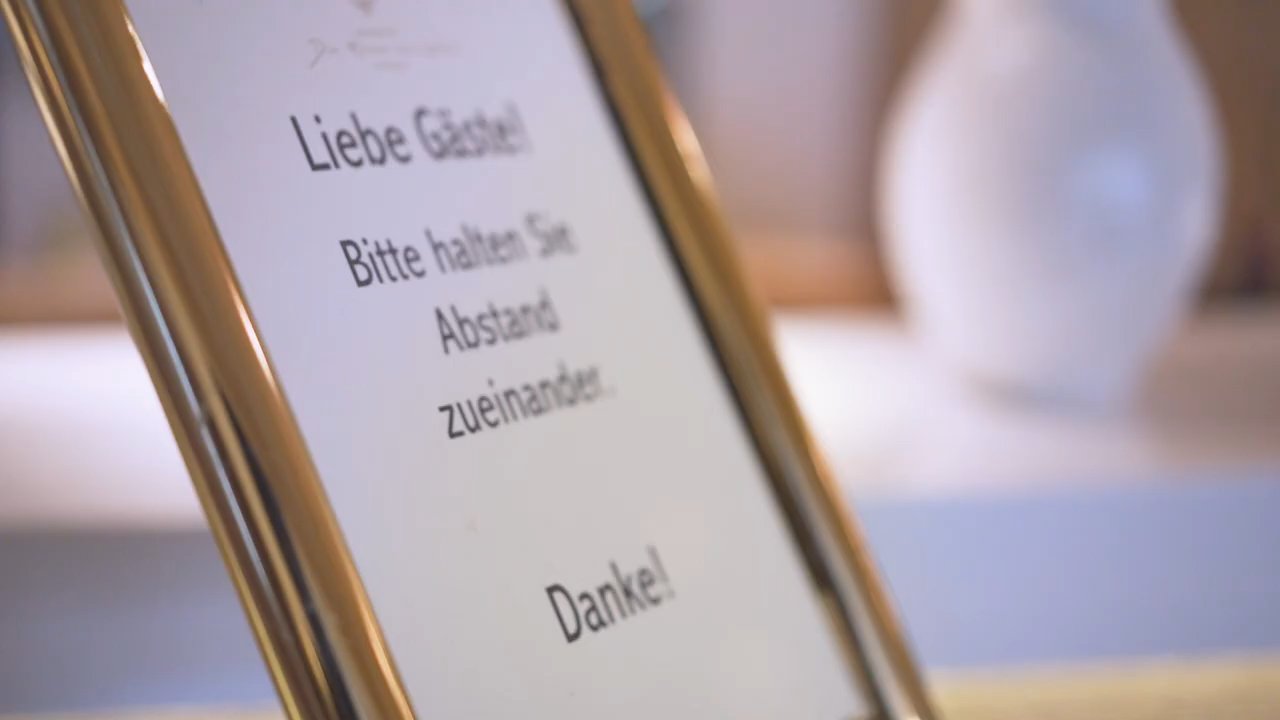 Liebe Gäste!
Bitte halten Sie
Abstand
zueinander.
Danke!